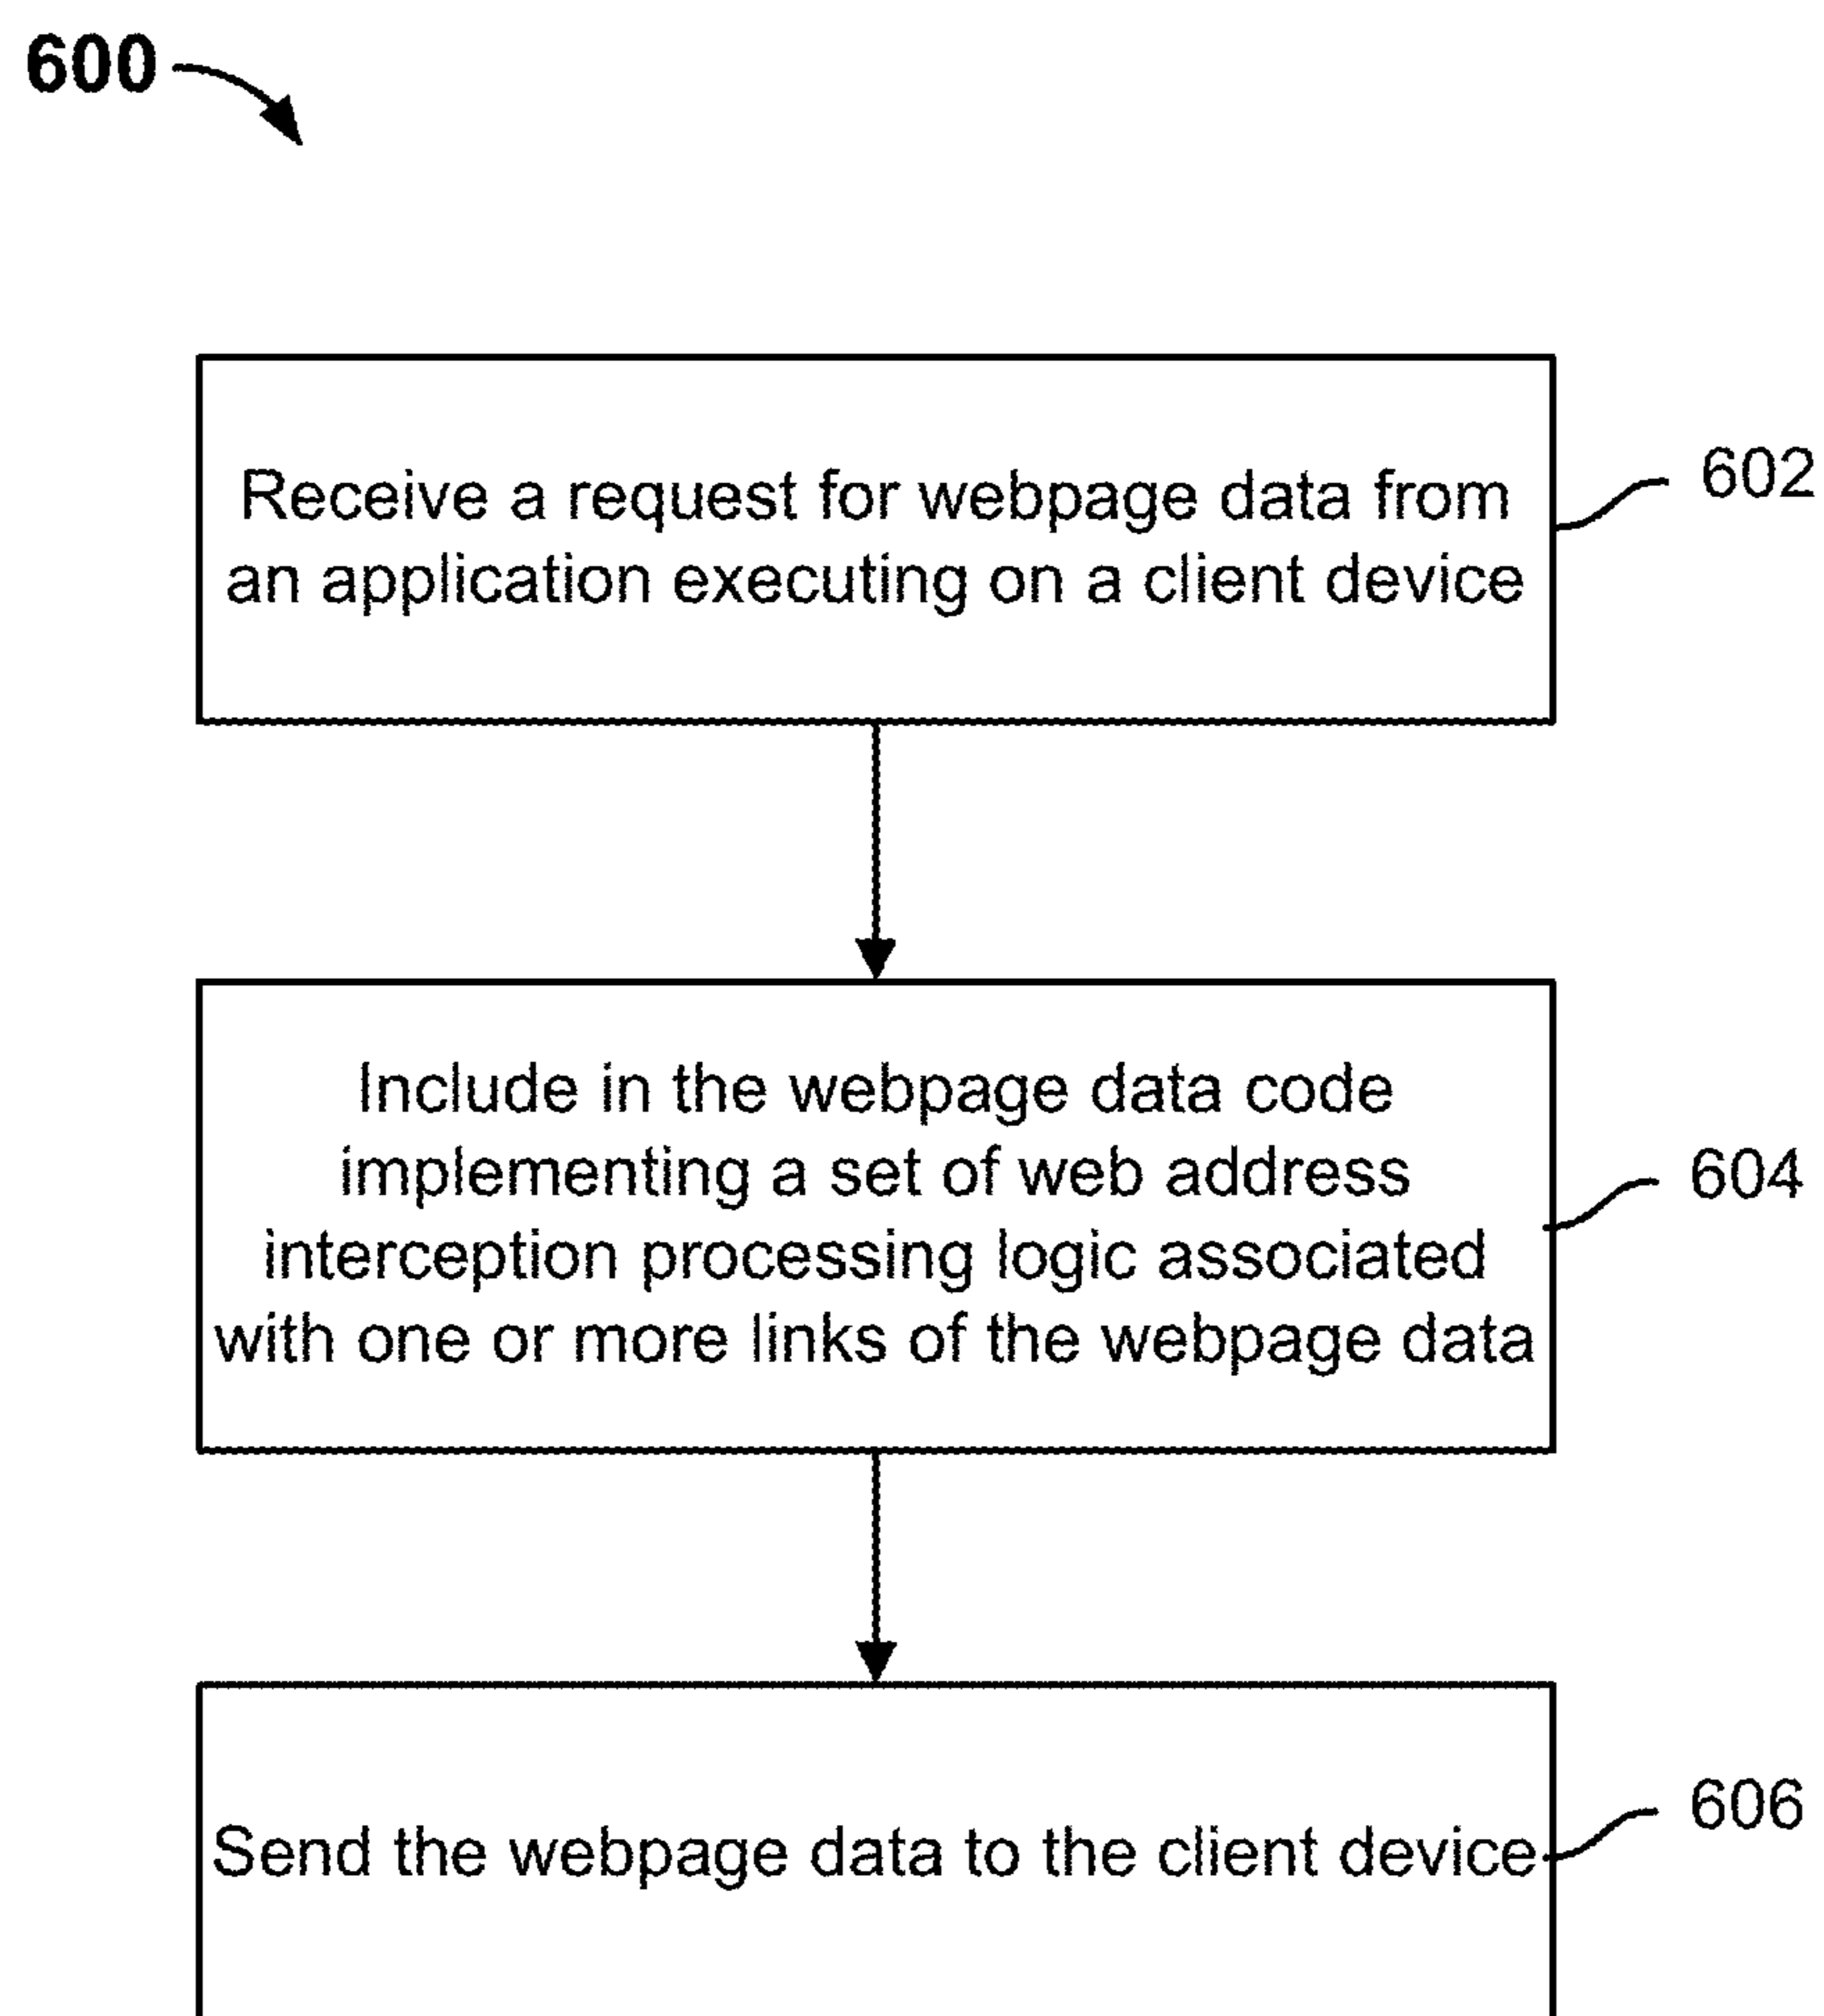 600
Receive a request for webpage data from
an application executing on a client device
602
Include in the webpage data code
implementing a set of web address
interception processing logic associated
with one or more links of the webpage data
604
Send the webpage data to the client device
606